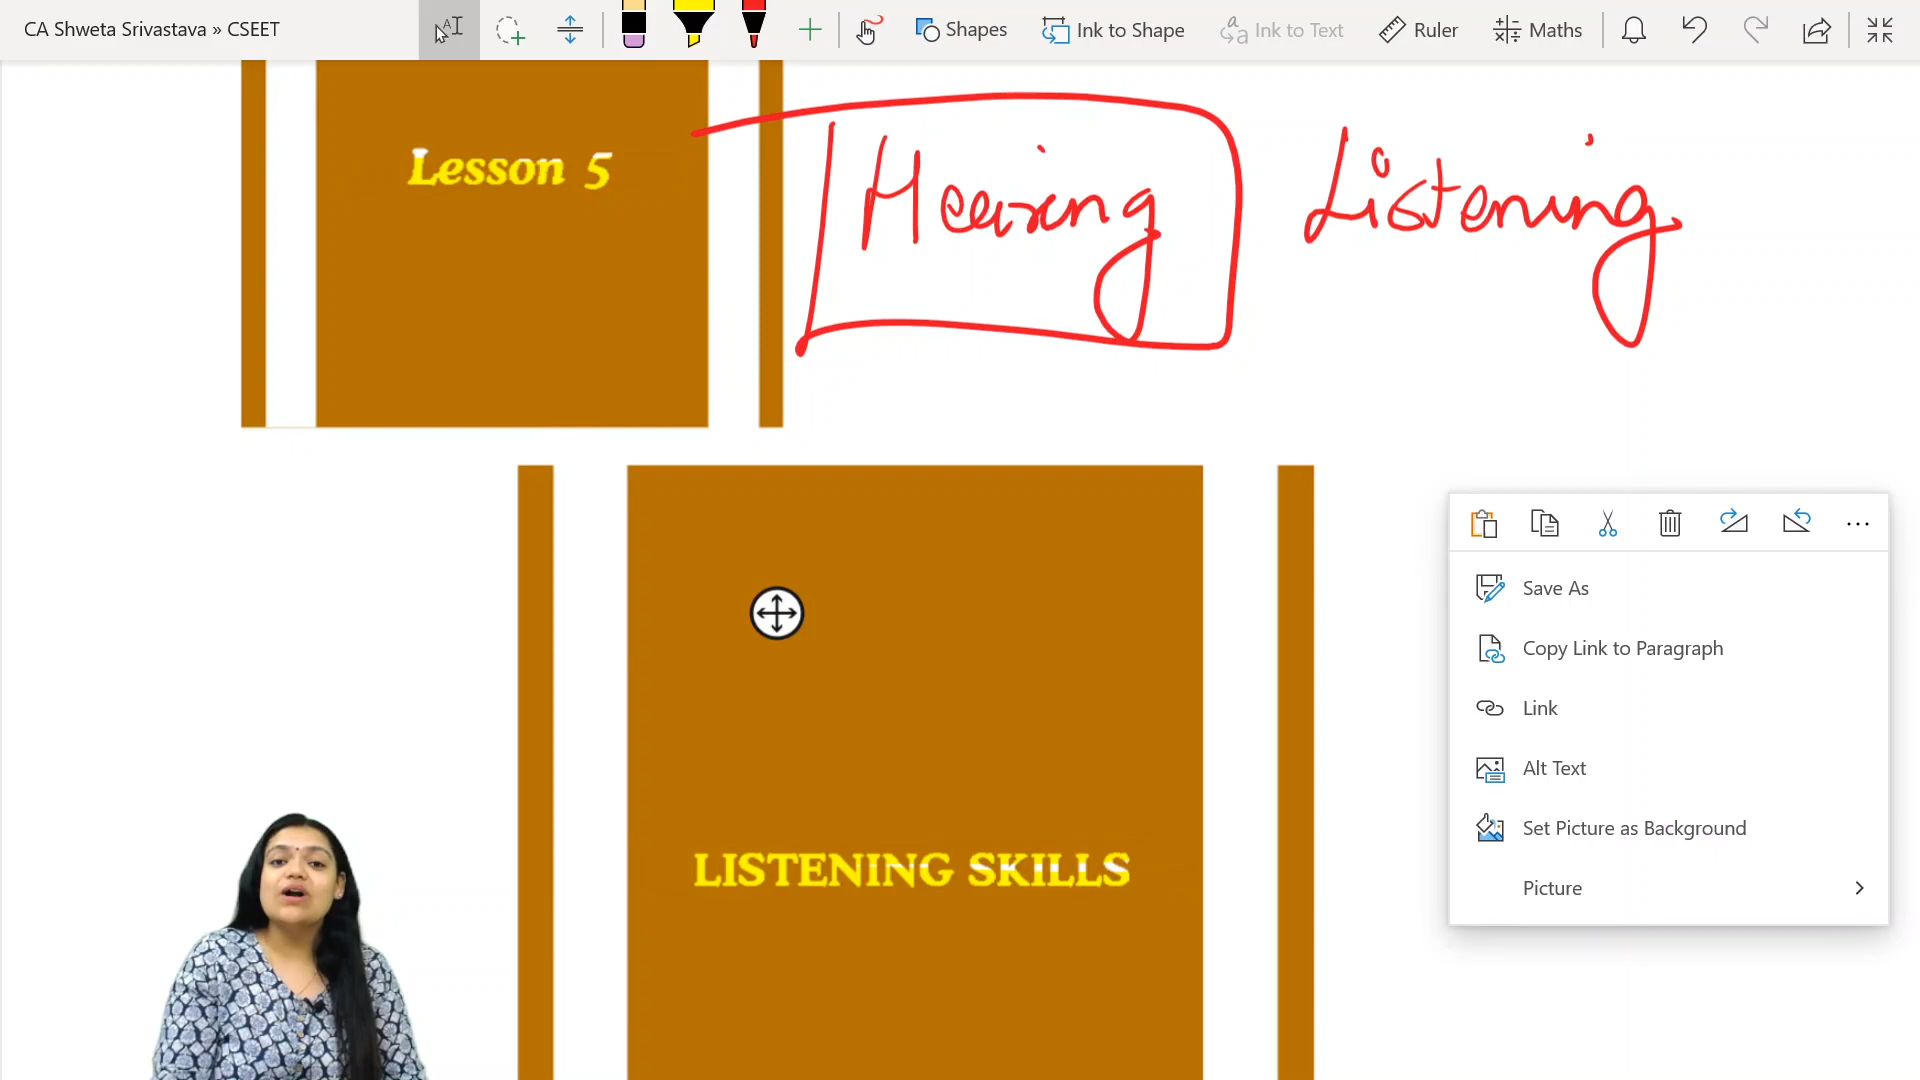 CA Shweta Srivastava » CSEET
Shapes
Ink to Shape
Ink to Text
Ruler
Maths
Lesson 5
Hearing Listening
Save As
Copy Link to Paragraph
Link
Alt Text
Set Picture as Background
Picture
LISTENING SKILLS